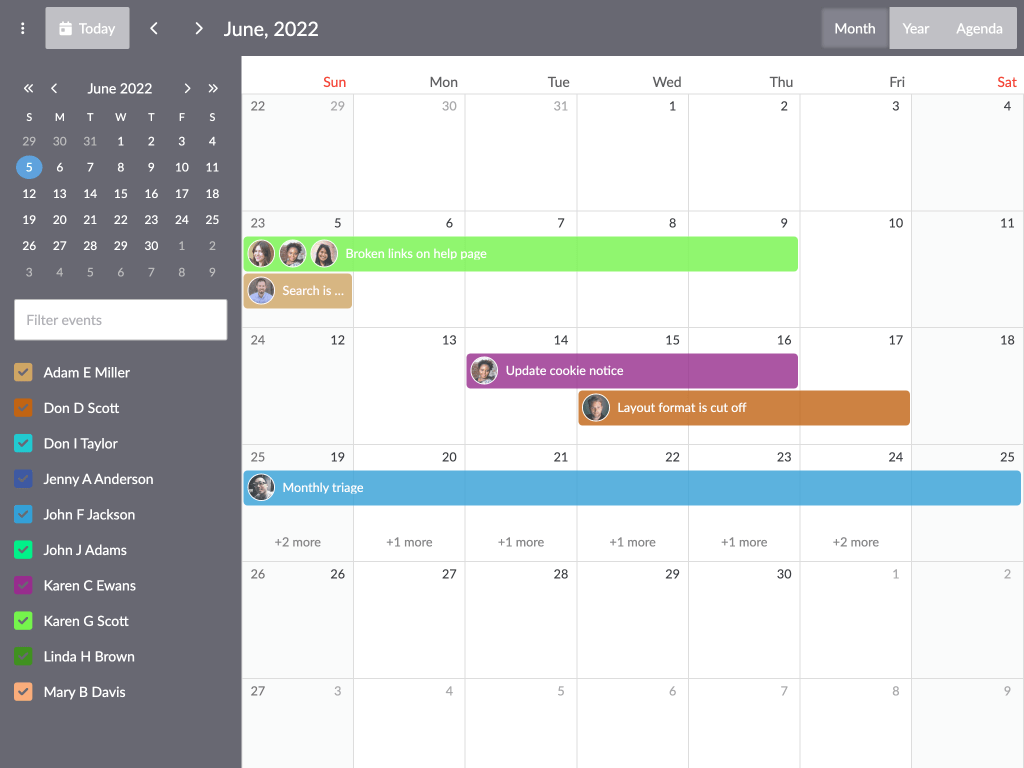 Today
June, 2022
Month Year Agenda
« ‹ June 2022 › »
S M T W T F S
29 30 31 1 2 3 4
5 6 7 8 9 10 11
12 13 14 15 16 17 18
19 20 21 22 23 24 25
26 27 28 29 30 1 2
3 4 5 6 7 8 9
Filter events
Adam E Miller
Don D Scott
Don I Taylor
Jenny A Anderson
John F Jackson
John J Adams
Karen C Ewans
Karen G Scott
Linda H Brown
Mary B Davis
Sun Mon Tue Wed Thu Fri Sat
22 29 30 31 1 2 3 4
23 5 6 7 8 9 10 11
Broken links on help page
Search is ...
24 12 13 14 15 16 17 18
Update cookie notice
Layout format is cut off
25 19 20 21 22 23 24 25
Monthly triage
+2 more +1 more +1 more +1 more +1 more +2 more
26 26 27 28 29 30 1 2
27 3 4 5 6 7 8 9